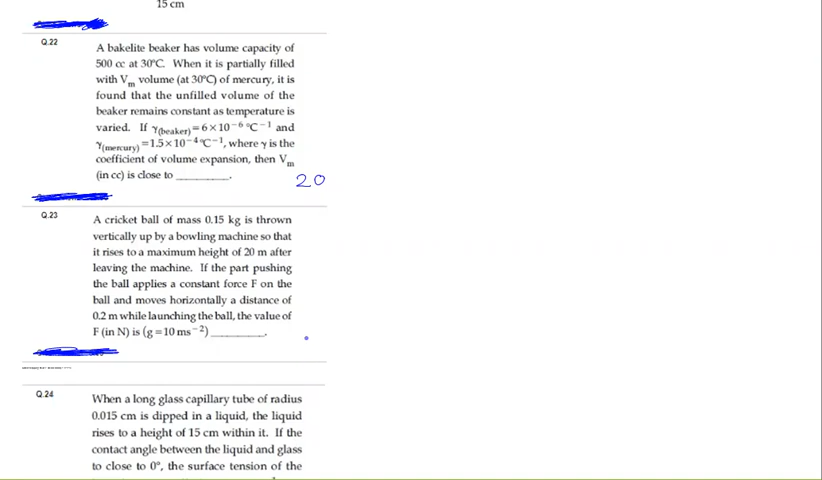 15 cm
Q.22
A bakelite beaker has volume capacity of
500 cc at 30°C. When it is partially filled
with Vm volume (at 30°C) of mercury, it is
found that the unfilled volume of the
beaker remains constant as temperature is
varied. If γ(beaker) = 6 × 10⁻⁶ °C⁻¹ and
γ(mercury) = 1.5 × 10⁻⁴ °C⁻¹, where γ is the
coefficient of volume expansion, then Vm
(in cc) is close to __________.
20
Q.23
A cricket ball of mass 0.15 kg is thrown
vertically up by a bowling machine so that
it rises to a maximum height of 20 m after
leaving the machine. If the part pushing
the ball applies a constant force F on the
ball and moves horizontally a distance of
0.2 m while launching the ball, the value of
F (in N) is (g = 10 ms⁻²) __________.
Q.24
When a long glass capillary tube of radius
0.015 cm is dipped in a liquid, the liquid
rises to a height of 15 cm within it. If the
contact angle between the liquid and glass
to close to 0°, the surface tension of the